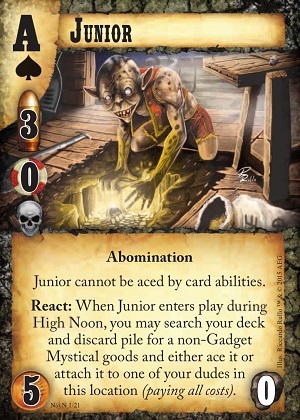 A
JUNIOR
3
0
Abomination
Junior cannot be aced by card abilities.
React: When Junior enters play during
High Noon, you may search your deck
and discard pile for a non-Gadget
Mystical goods and either ace it or
attach it to one of your dudes in
this location (paying all costs).
5
0